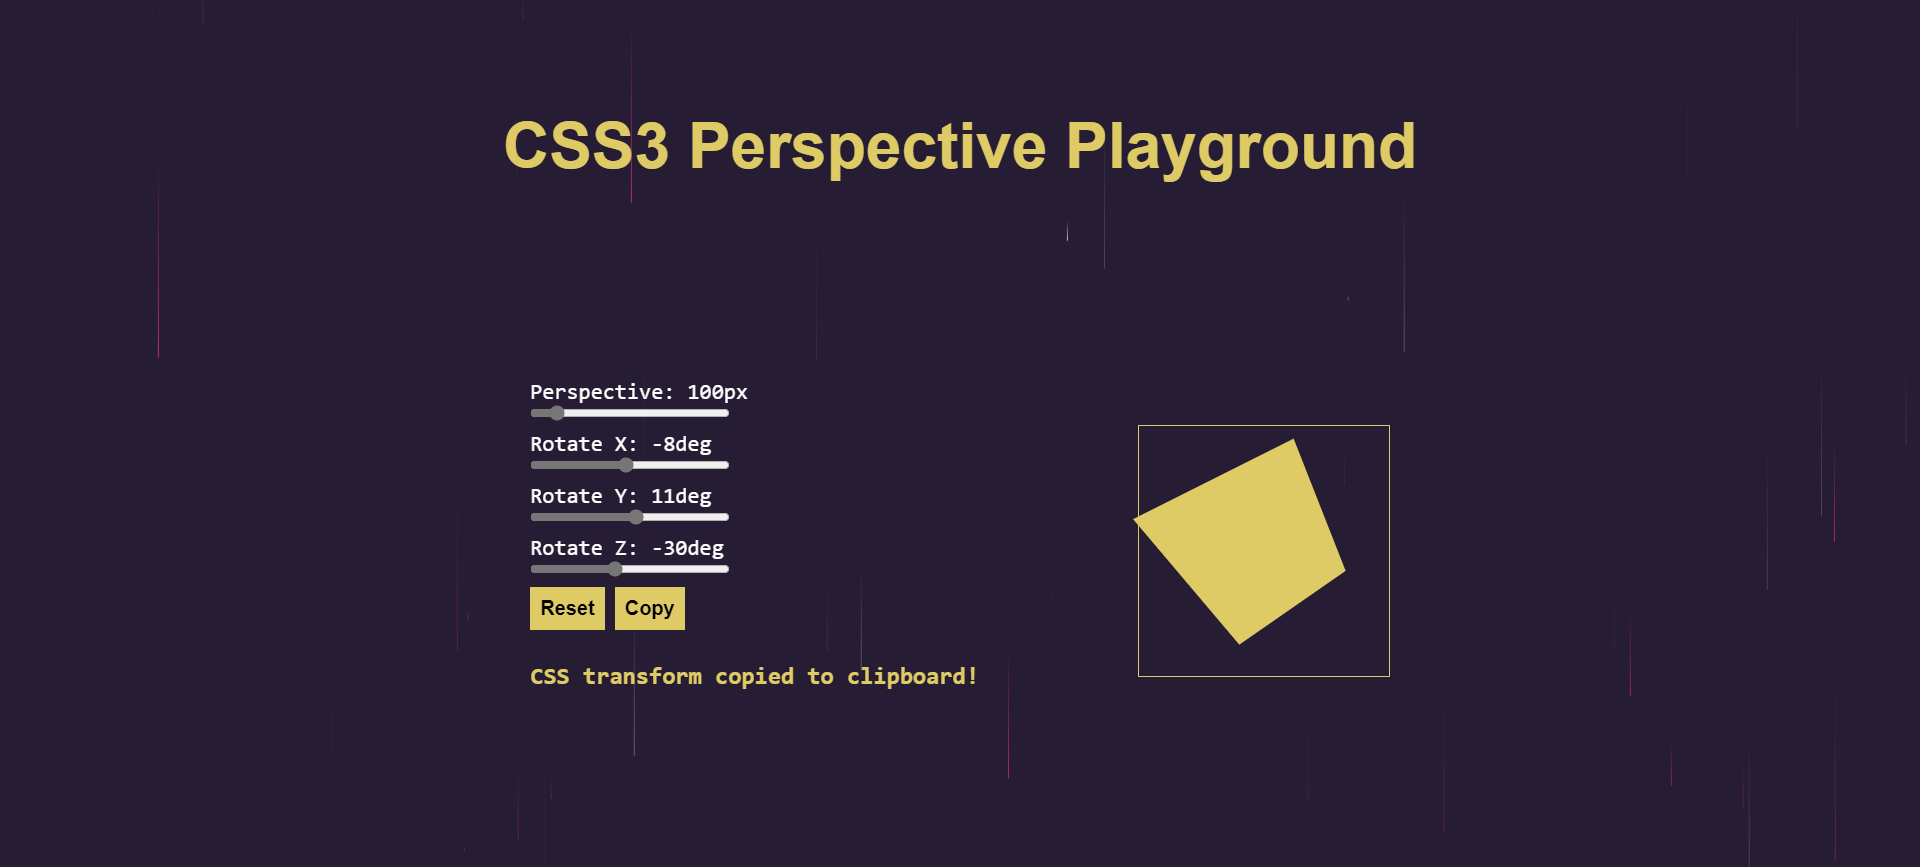 CSS3 Perspective Playground
Perspective: 100px
Rotate X: -8deg
Rotate Y: 11deg
Rotate Z: -30deg
Reset Copy
CSS transform copied to clipboard!